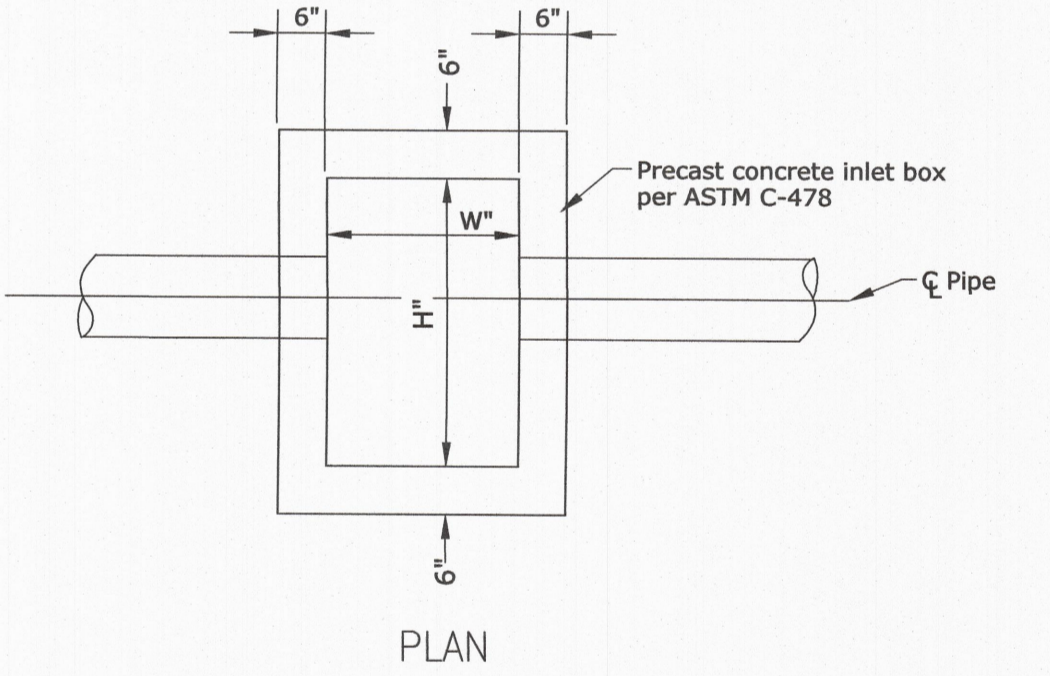 6"
6"
6"
Precast concrete inlet box
per ASTM C-478
W"
℄ Pipe
H"
6"
PLAN